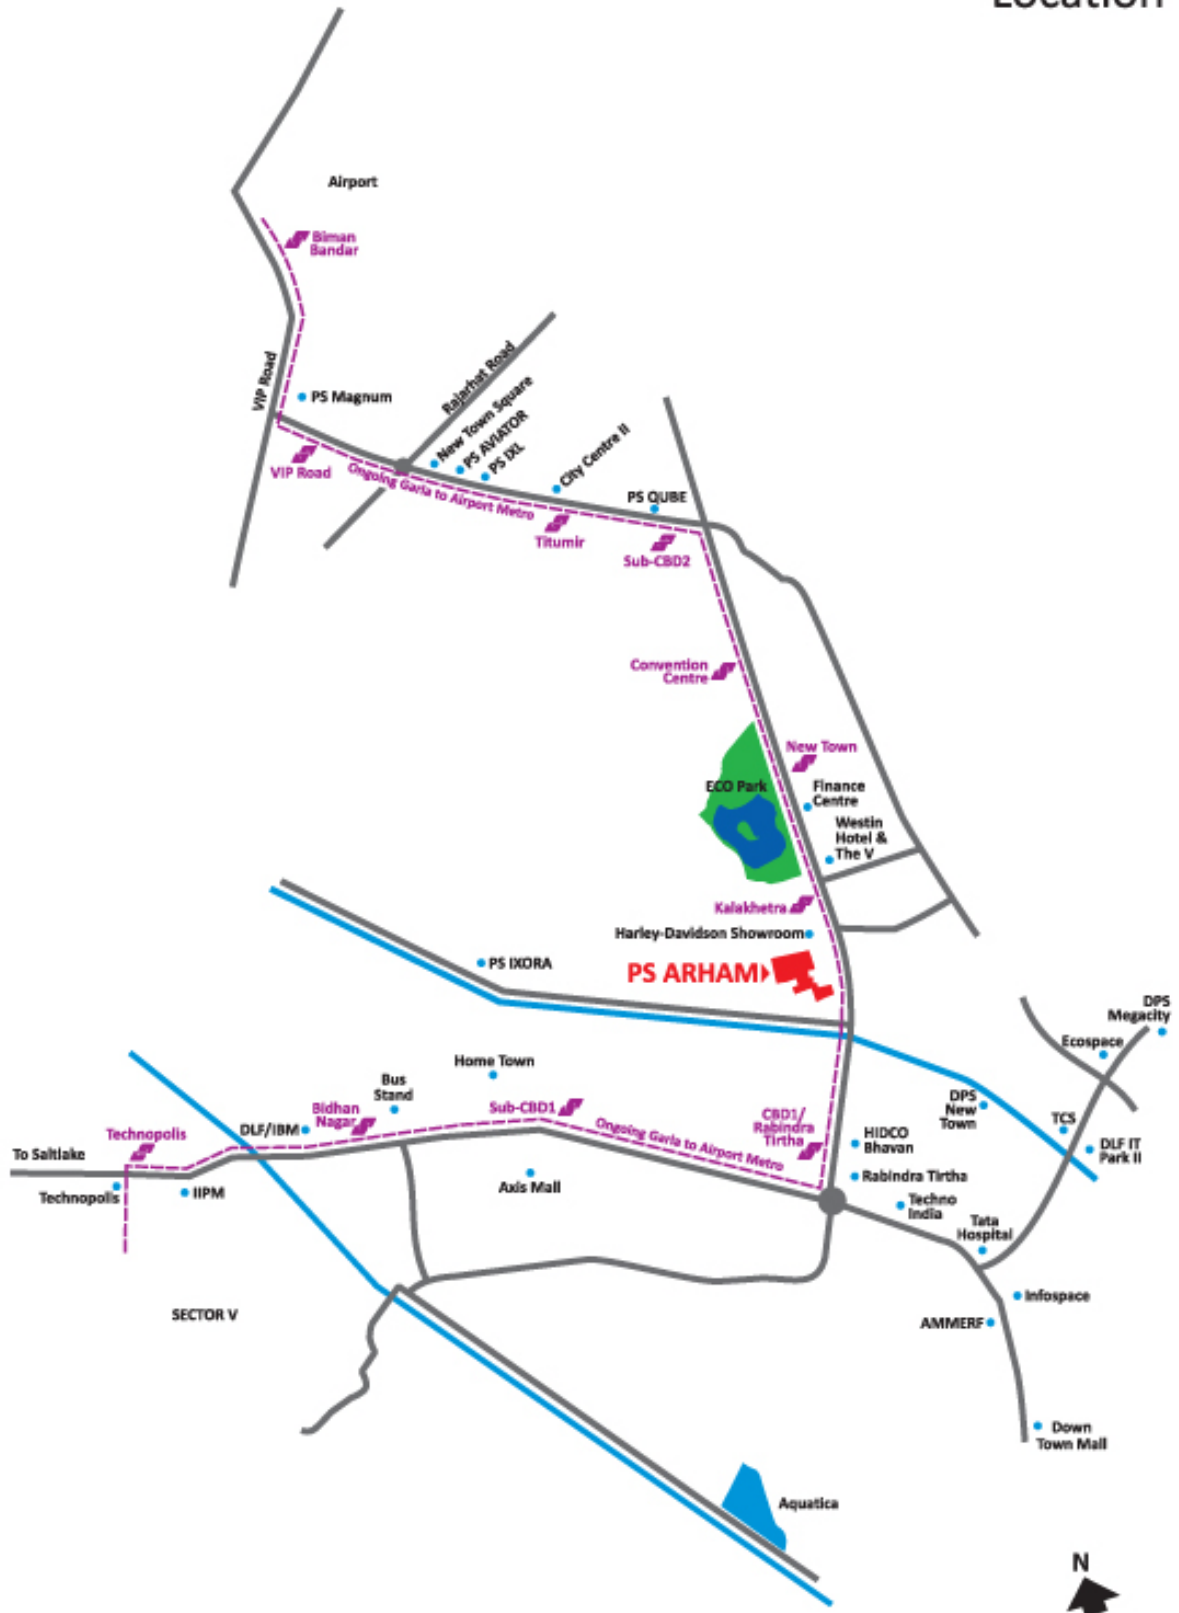 Location
Airport
Biman
Bandar
VIP Road
PS Magnum
Rajarhat Road
New Town Square
PS AVIATOR
PS IXL
City Centre II
PS QUBE
VIP Road
Ongoing Garia to Airport Metro
Titumir
Sub-CBD2
Convention
Centre
New Town
ECO Park
Finance
Centre
Westin
Hotel &
The V
Kalakhetra
Harley-Davidson Showroom
PS IXORA
PS ARHAM
DPS
Megacity
Ecospace
Home Town
Bus
Stand
DPS
New
Town
TCS
DLF IT
Park II
Sub-CBD1
Bidhan
Nagar
DLF/IBM
Technopolis
To Saltlake
Technopolis
IIPM
Axis Mall
Ongoing Garia to Airport Metro
CBD1/
Rabindra
Tirtha
HIDCO
Bhavan
Rabindra Tirtha
Techno
India
Tata
Hospital
Infospace
AMMERF
SECTOR V
Down
Town Mall
Aquatica
N